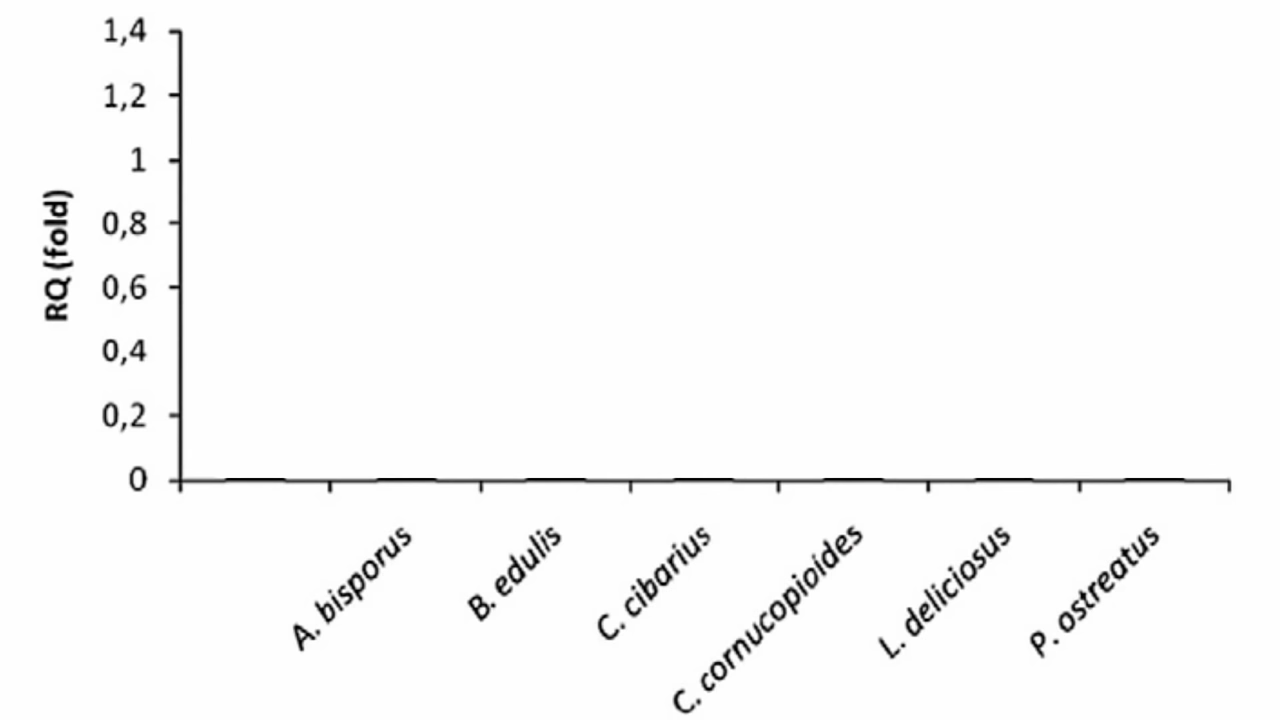 1,4
1,2
1
0,8
0,6
0,4
0,2
0
RQ (fold)
A. bisporus
B. edulis
C. cibarius
C. cornucopioides
L. deliciosus
P. ostreatus